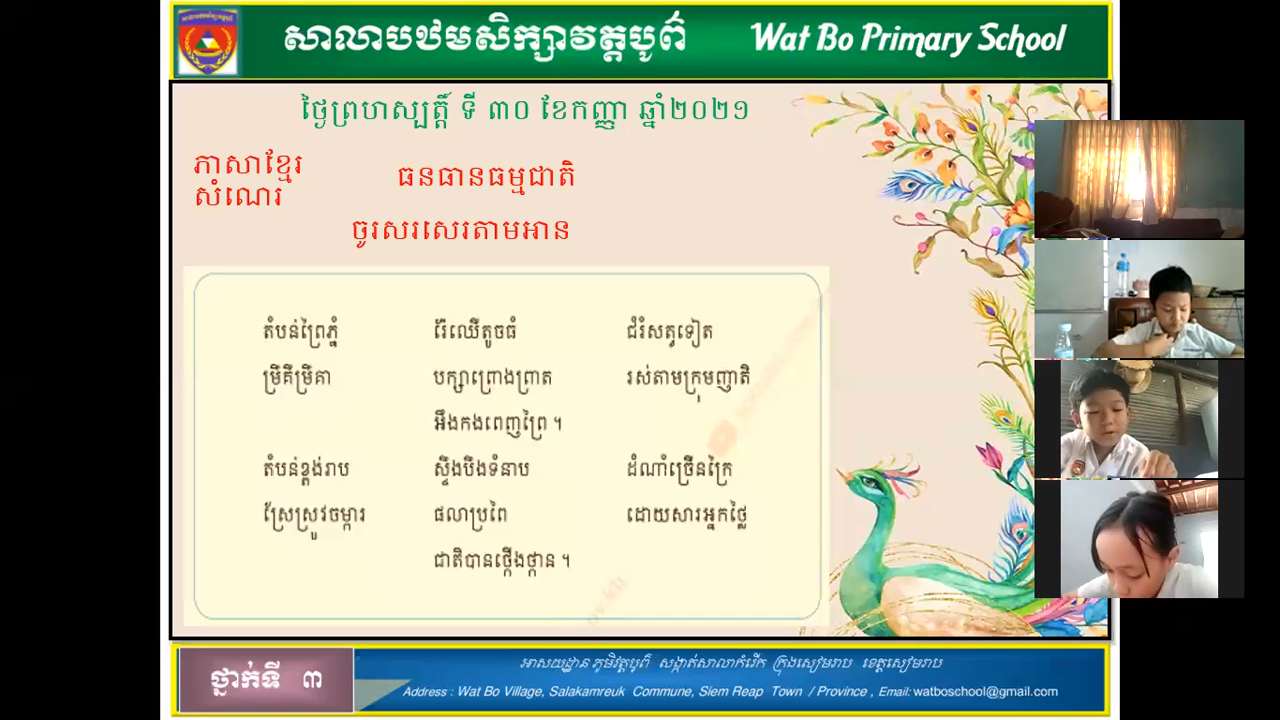 សាលាបឋមសិក្សាវត្តបូព៌ Wat Bo Primary School
ថ្ងៃព្រហស្បត្តិ៍ ទី ៣០ ខែកញ្ញា ឆ្នាំ២០២១
ភាសាខ្មែរ
សំណេរ
ធនធានធម្មជាតិ
ចូរសរសេរតាមអាន
តំបន់ព្រៃភ្នំ រ៉ែឈើតូចធំ ជំរំសត្វទៀត
ម្រឹគីម្រឹគា បក្សាព្រោងព្រាត រស់តាមក្រុមញាតិ
អឺងកងពេញព្រៃ ។
តំបន់ខ្ពង់រាប ស្ទឹងបឹងទំនាប ដំណាំច្រើនក្រៃ
ស្រែស្រូវចម្ការ ផលាប្រពៃ ដោយសារអ្នកថ្លៃ
ជាតិបានថ្កើងថ្កាន ។
ថ្នាក់ទី ៣
អាសយដ្ឋាន ភូមិវត្តបូព៌ សង្កាត់សាលាកំរើក ក្រុងសៀមរាប ខេត្តសៀមរាប
Address : Wat Bo Village, Salakamreuk Commune, Siem Reap Town / Province , Email: watboschool@gmail.com